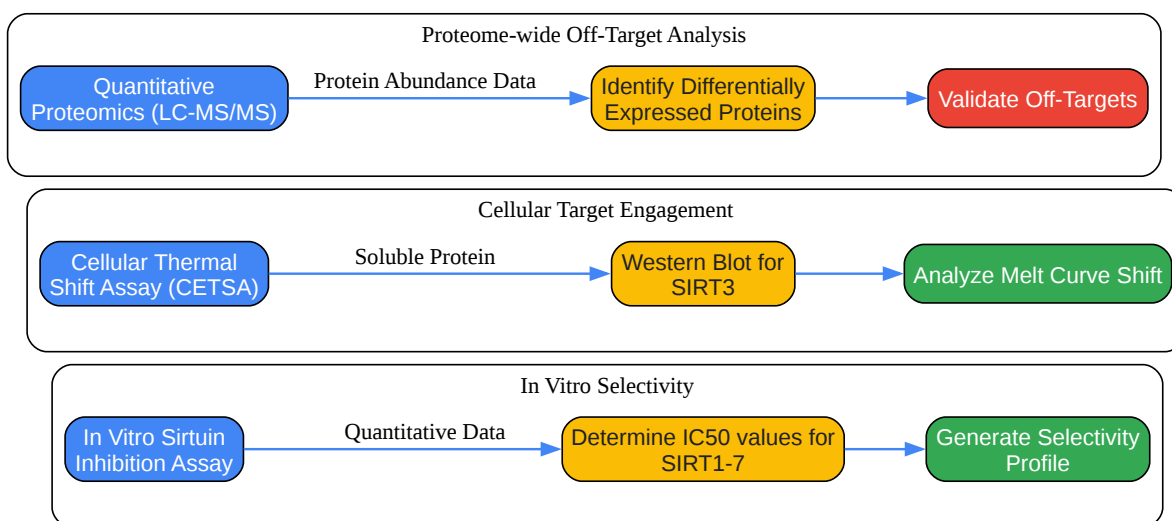 Proteome-wide Off-Target Analysis
Quantitative
Proteomics (LC-MS/MS)
Protein Abundance Data
Identify Differentially
Expressed Proteins
Validate Off-Targets
Cellular Target Engagement
Cellular Thermal
Shift Assay (CETSA)
Soluble Protein
Western Blot for
SIRT3
Analyze Melt Curve Shift
In Vitro Selectivity
In Vitro Sirtuin
Inhibition Assay
Quantitative Data
Determine IC50 values for
SIRT1-7
Generate Selectivity
Profile